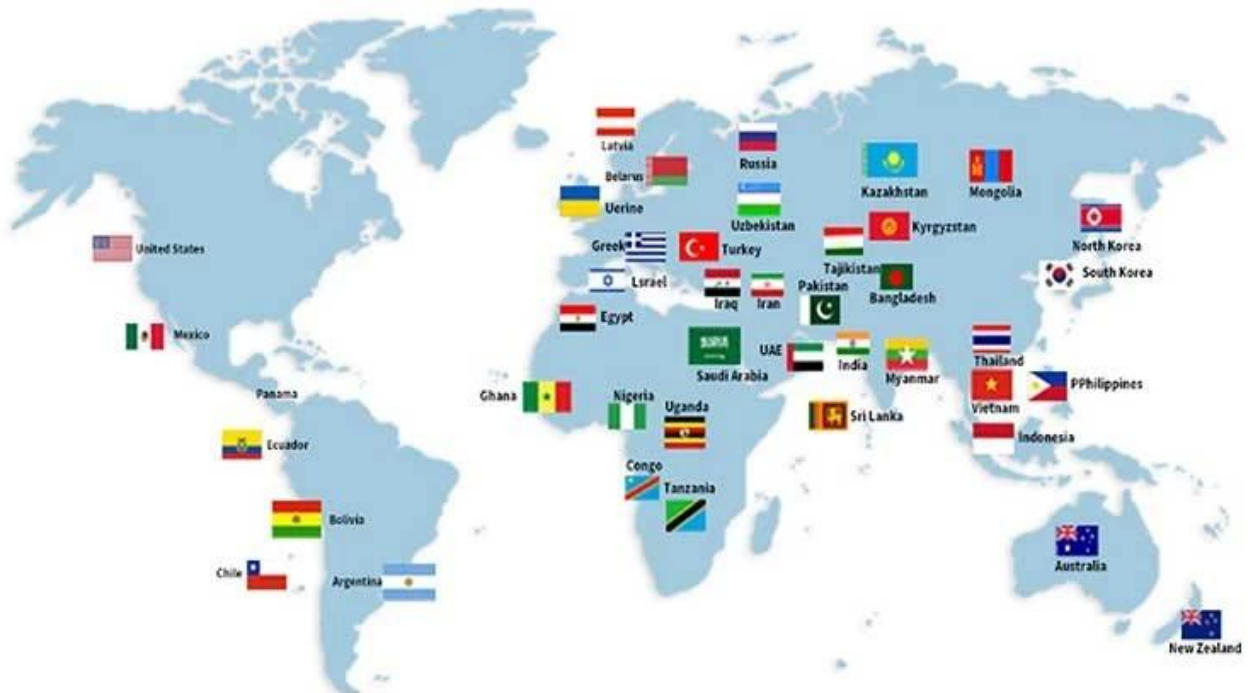 Latvia
Russia
Belarus
Kazakhstan
Mongolia
Uerine
Uzbekistan
Kyrgyzstan
North Korea
United States
Greek
Turkey
Tajikistan
South Korea
Lsrael
Iraq
Iran
Pakistan
Bangladesh
Egypt
Mexico
UAE
India
Thailand
Saudi Arabia
Myanmar
PPhilippines
Panama
Ghana
Nigeria
Uganda
Vietnam
Sri Lanka
Ecuador
Indonesia
Congo
Tanzania
Bolivia
Australia
Chile
Argentina
New Zealand